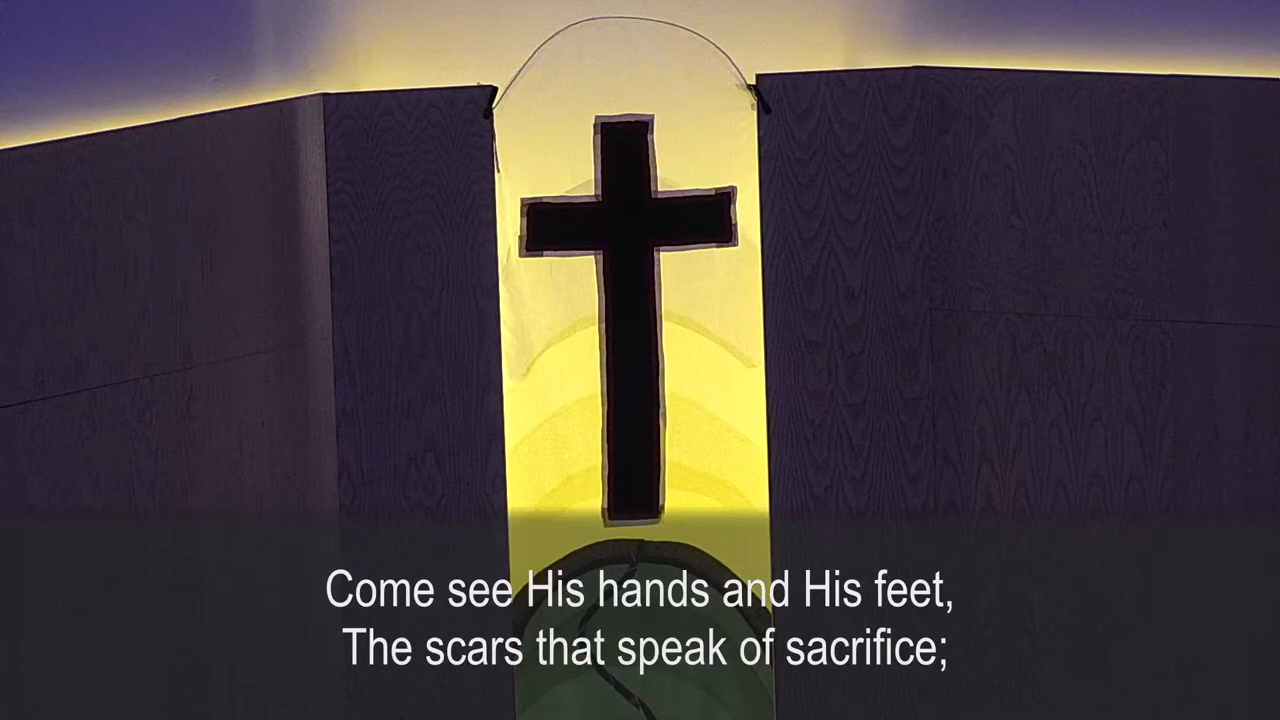 Come see His hands and His feet,
The scars that speak of sacrifice;